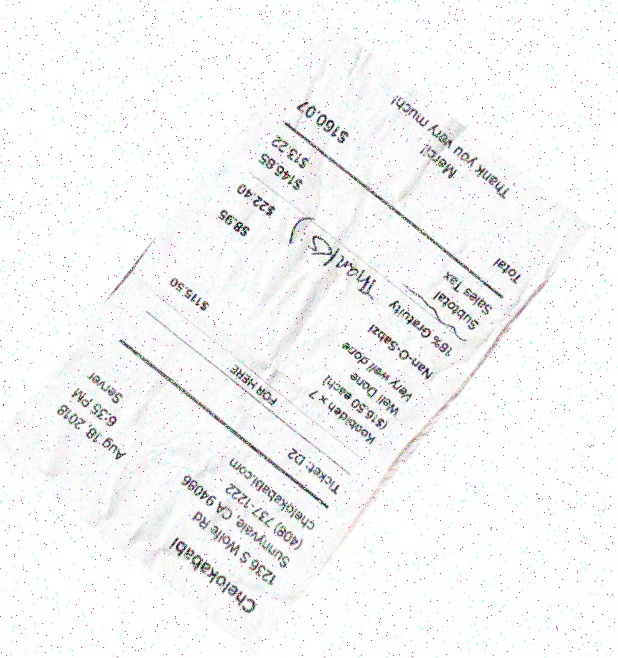 Chelokababi
1236 S Wolfe Rd
Sunnyvale, CA 94086
(408) 737-1222
chelokababi.com
Aug 18, 2018
6:35 PM
Server
Ticket: D2
FOR HERE
Koobideh x 7 $115.50
($16.50 each)
Well Done
Very well done
Nan-O-Sabzi $8.95
18% Gratuity $22.40
Subtotal $146.85
Sales Tax $13.22
Total $160.07
Thanks :)
Merci!
Thank you very much!